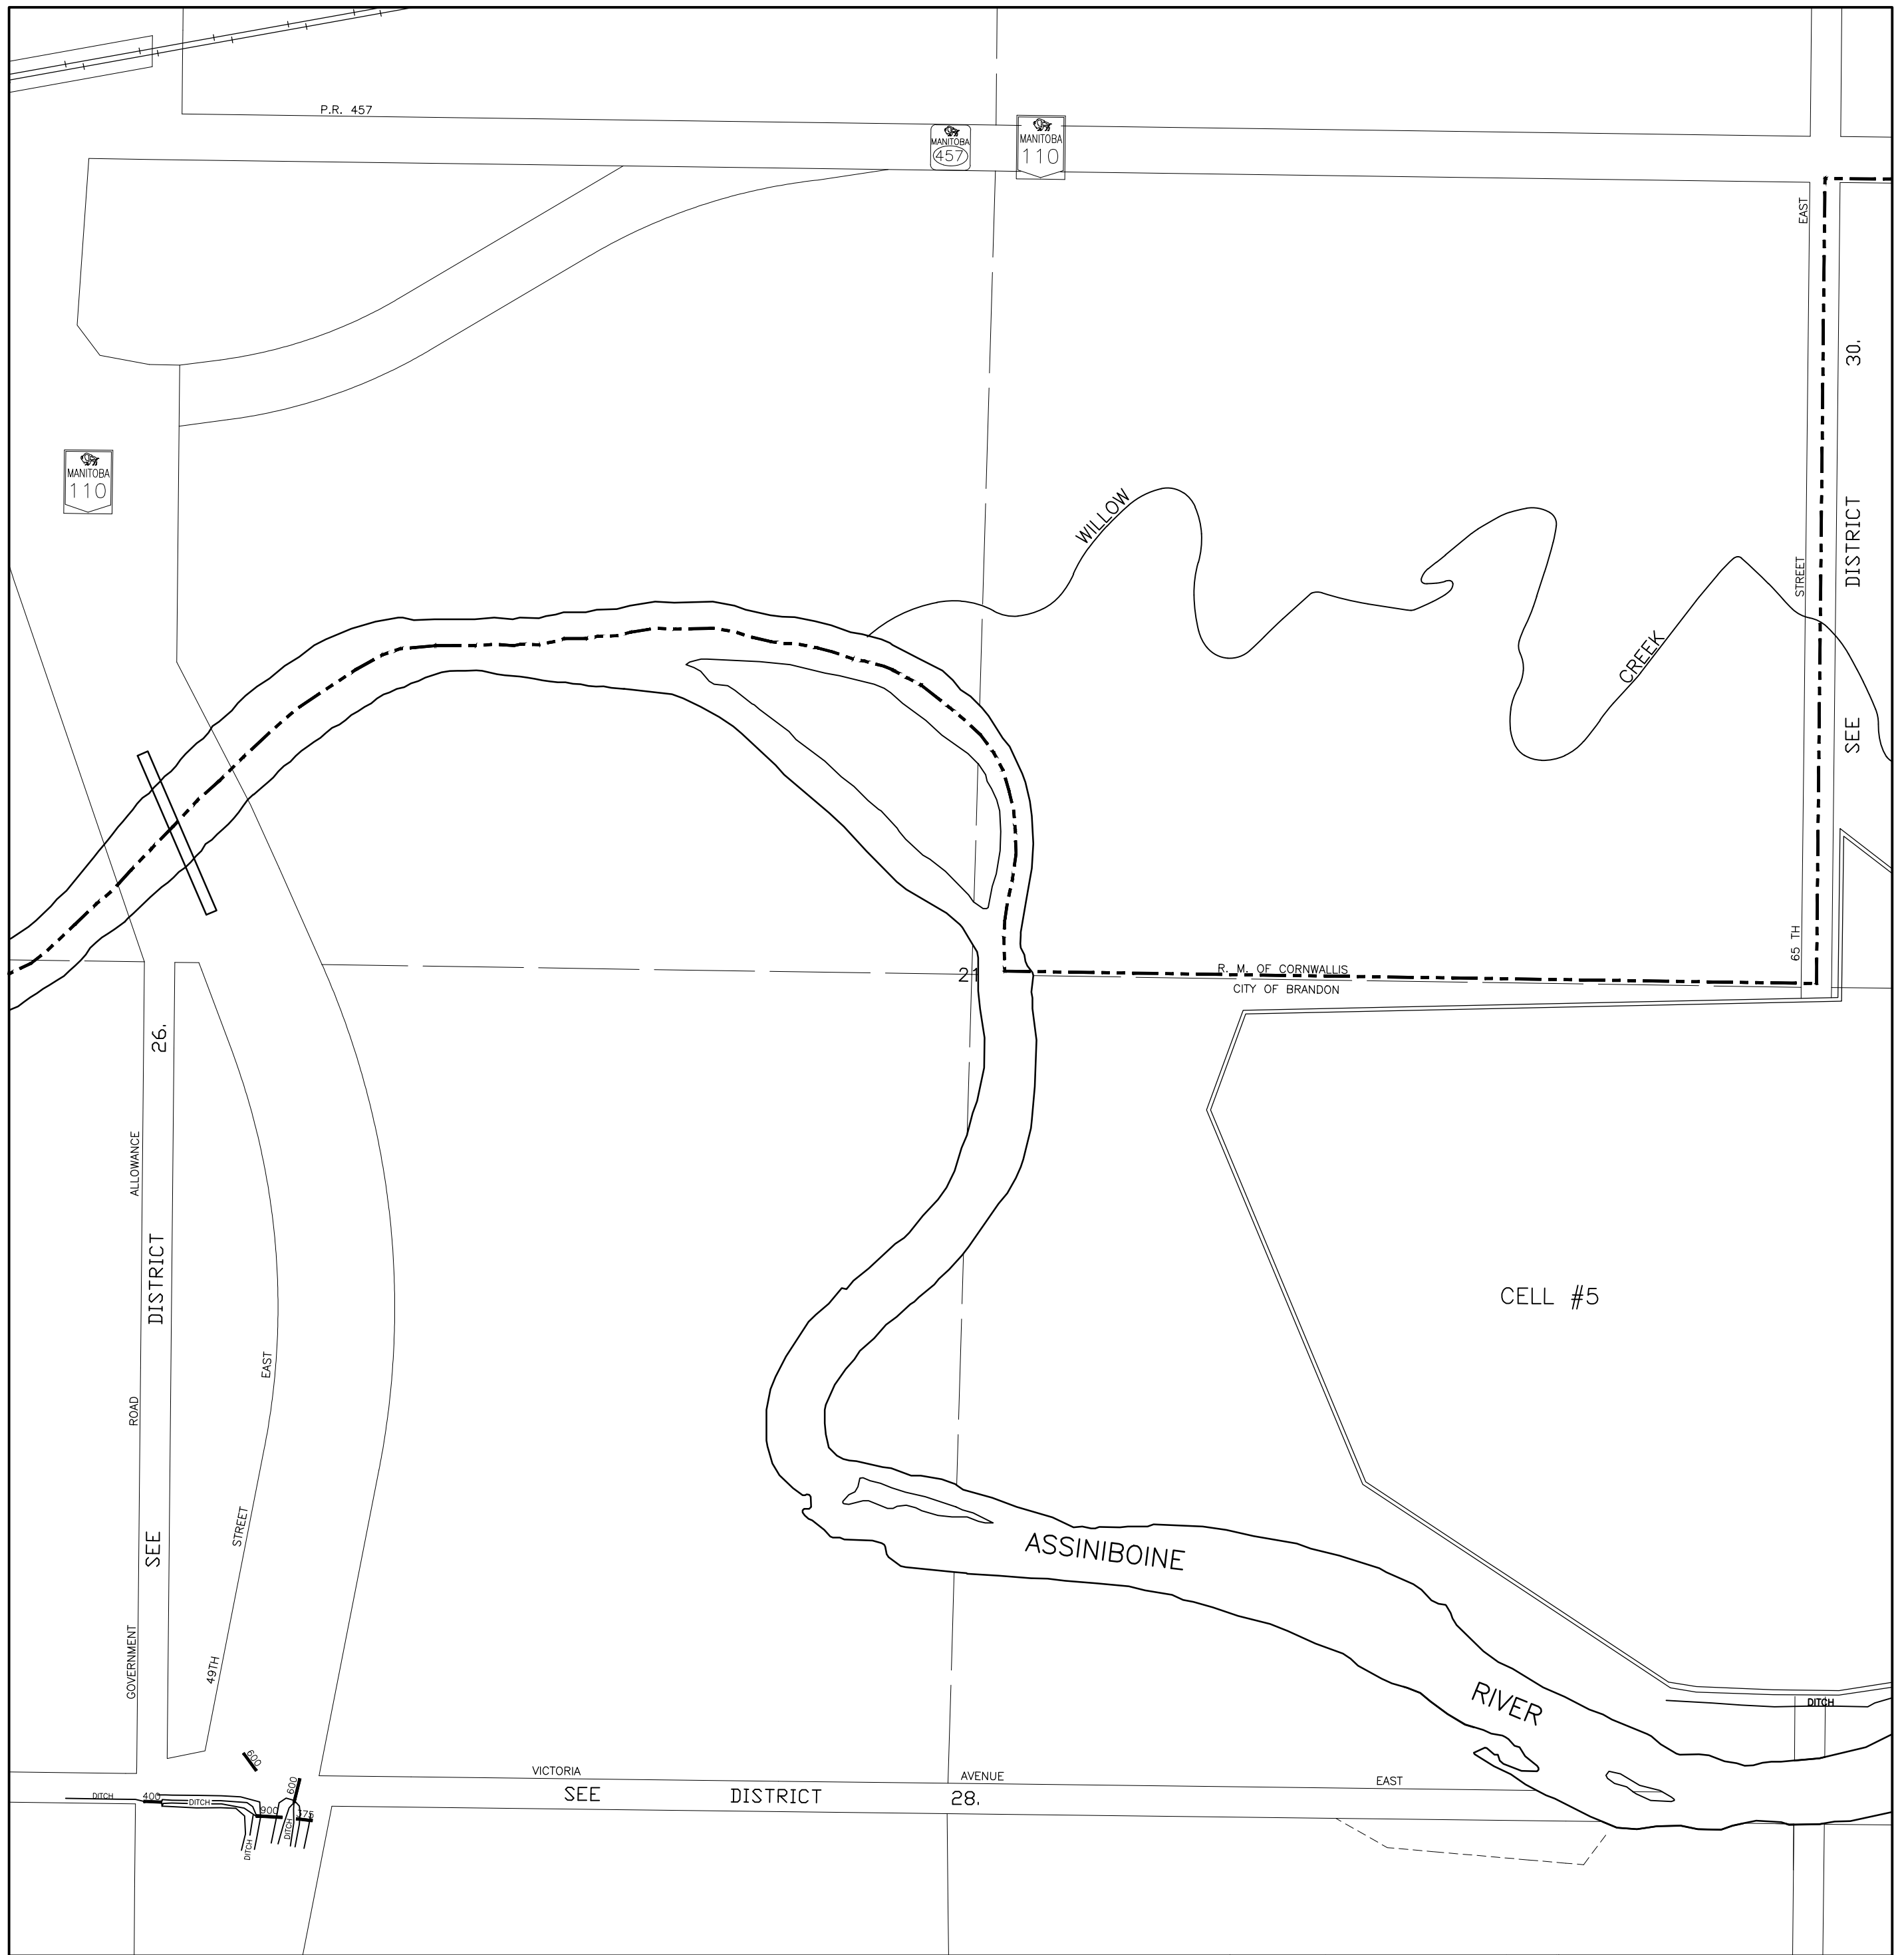 P.R. 457
MANITOBA
457
MANITOBA
110
EAST
30.
MANITOBA
110
WILLOW
DISTRICT
STREET
CREEK
SEE
65 TH
21
R. M. OF CORNWALLIS
CITY OF BRANDON
26.
ALLOWANCE
DISTRICT
CELL #5
EAST
ROAD
STREET
SEE
ASSINIBOINE
GOVERNMENT
49TH
RIVER
DITCH
600
VICTORIA
AVENUE
EAST
SEE DISTRICT 28.
600
DITCH
400
DITCH
900
375
DITCH
DITCH